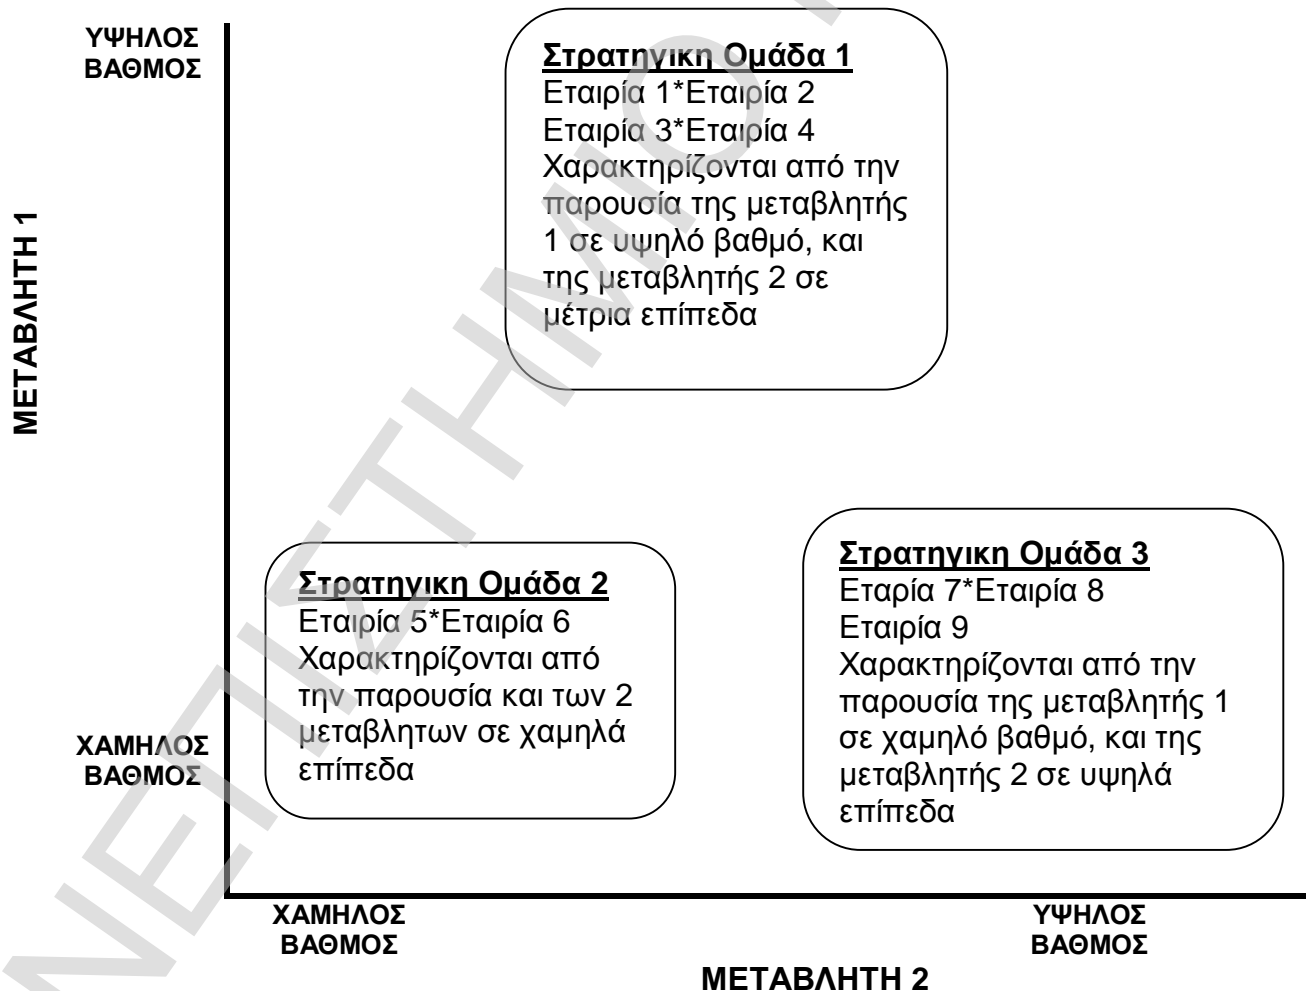 ΥΨΗΛΟΣ
ΒΑΘΜΟΣ
ΜΕΤΑΒΛΗΤΗ 1
Στρατηγικη Ομάδα 1
Εταιρία 1*Εταιρία 2
Εταιρία 3*Εταιρία 4
Χαρακτηρίζονται από την
παρουσία της μεταβλητής
1 σε υψηλό βαθμό, και
της μεταβλητής 2 σε
μέτρια επίπεδα
Στρατηγικη Ομάδα 2
Εταιρία 5*Εταιρία 6
Χαρακτηρίζονται από
την παρουσία και των 2
μεταβλητων σε χαμηλά
επίπεδα
Στρατηγικη Ομάδα 3
Εταρία 7*Εταιρία 8
Εταιρία 9
Χαρακτηρίζονται από την
παρουσία της μεταβλητής 1
σε χαμηλό βαθμό, και της
μεταβλητής 2 σε υψηλά
επίπεδα
ΧΑΜΗΛΟΣ
ΒΑΘΜΟΣ
ΧΑΜΗΛΟΣ
ΒΑΘΜΟΣ
ΥΨΗΛΟΣ
ΒΑΘΜΟΣ
ΜΕΤΑΒΛΗΤΗ 2